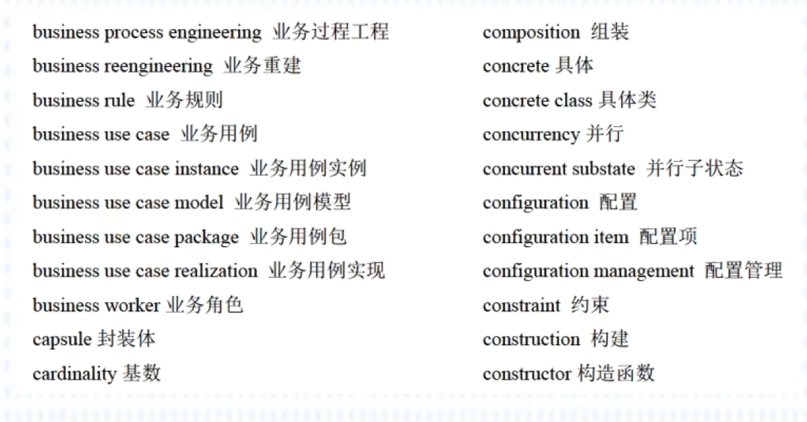 business process engineering 业务过程工程
business reengineering 业务重建
business rule 业务规则
business use case 业务用例
business use case instance 业务用例实例
business use case model 业务用例模型
business use case package 业务用例包
business use case realization 业务用例实现
business worker 业务角色
capsule 封装体
cardinality 基数
composition 组装
concrete 具体
concrete class 具体类
concurrency 并行
concurrent substate 并行子状态
configuration 配置
configuration item 配置项
configuration management 配置管理
constraint 约束
construction 构建
constructor 构造函数